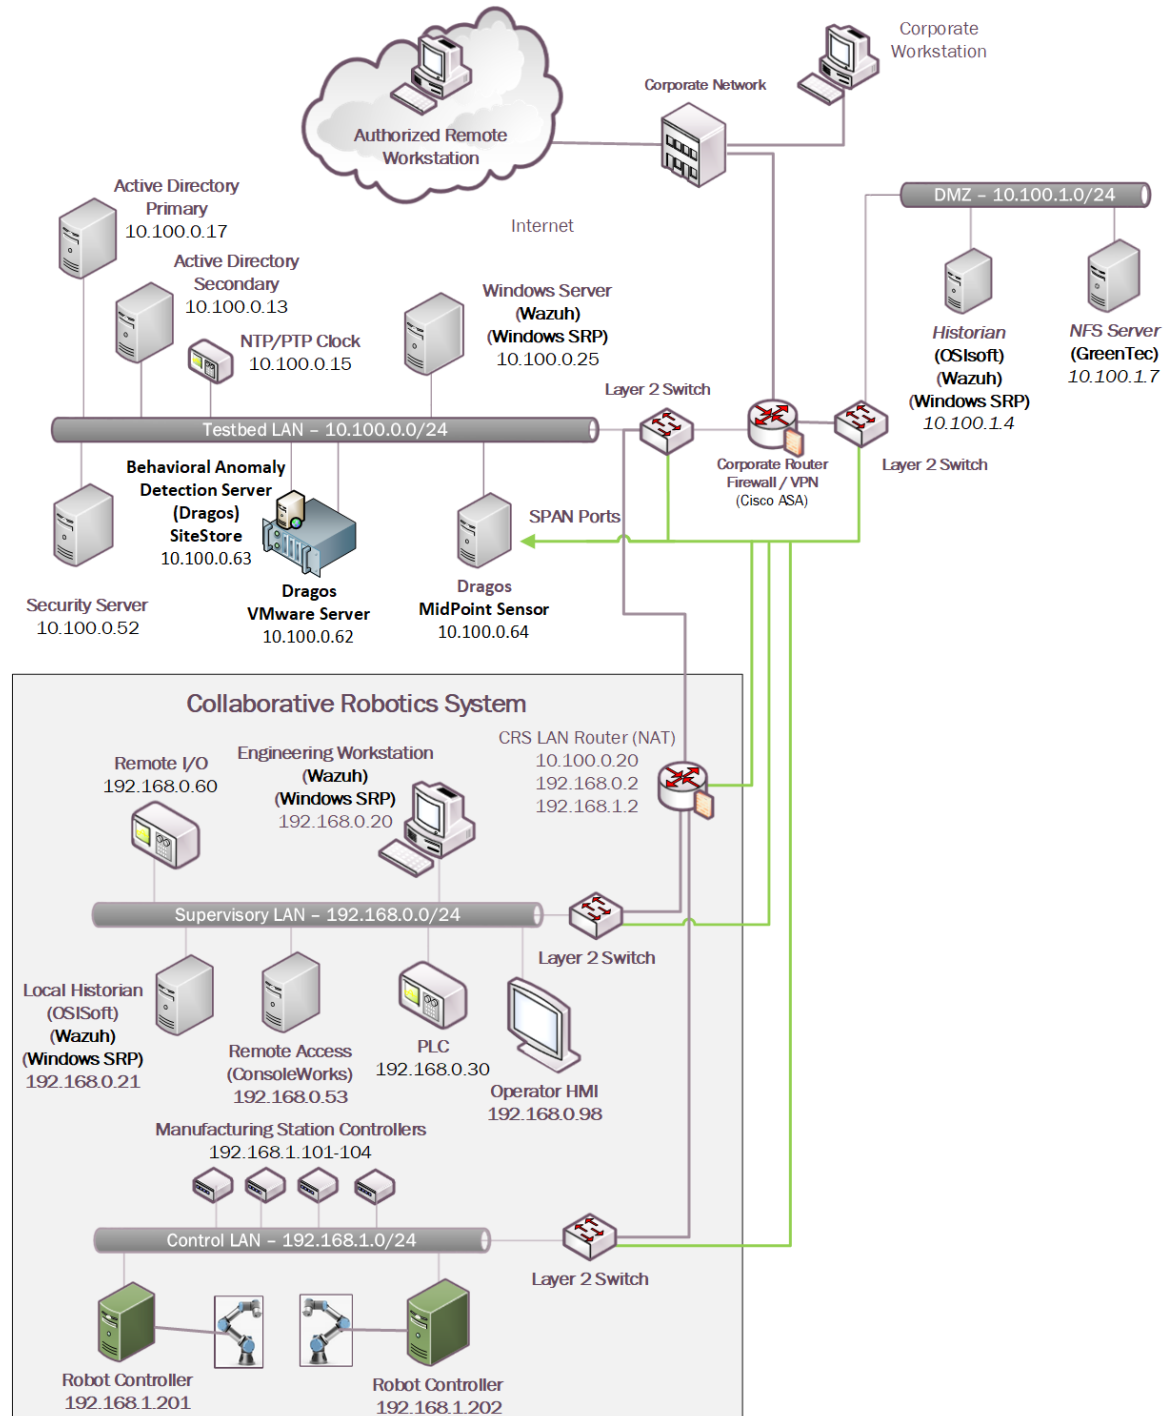 Corporate
Workstation
Corporate Network
Authorized Remote
Workstation
Internet
Active Directory
Primary
10.100.0.17
DMZ – 10.100.1.0/24
Active Directory
Secondary
10.100.0.13
Windows Server
(Wazuh)
(Windows SRP)
10.100.0.25
NTP/PTP Clock
10.100.0.15
Historian
(OSIsoft)
(Wazuh)
(Windows SRP)
10.100.1.4
NFS Server
(GreenTec)
10.100.1.7
Layer 2 Switch
Testbed LAN – 10.100.0.0/24
Corporate Router
Firewall / VPN
(Cisco ASA)
Layer 2 Switch
Behavioral Anomaly
Detection Server
(Dragos)
SiteStore
10.100.0.63
SPAN Ports
Security Server
10.100.0.52
Dragos
VMware Server
10.100.0.62
Dragos
MidPoint Sensor
10.100.0.64
Collaborative Robotics System
CRS LAN Router (NAT)
10.100.0.20
192.168.0.2
192.168.1.2
Remote I/O
192.168.0.60
Engineering Workstation
(Wazuh)
(Windows SRP)
192.168.0.20
Supervisory LAN – 192.168.0.0/24
Layer 2 Switch
Local Historian
(OSISoft)
(Wazuh)
(Windows SRP)
192.168.0.21
Remote Access
(ConsoleWorks)
192.168.0.53
PLC
192.168.0.30
Operator HMI
192.168.0.98
Manufacturing Station Controllers
192.168.1.101-104
Control LAN – 192.168.1.0/24
Layer 2 Switch
Robot Controller
192.168.1.201
Robot Controller
192.168.1.202